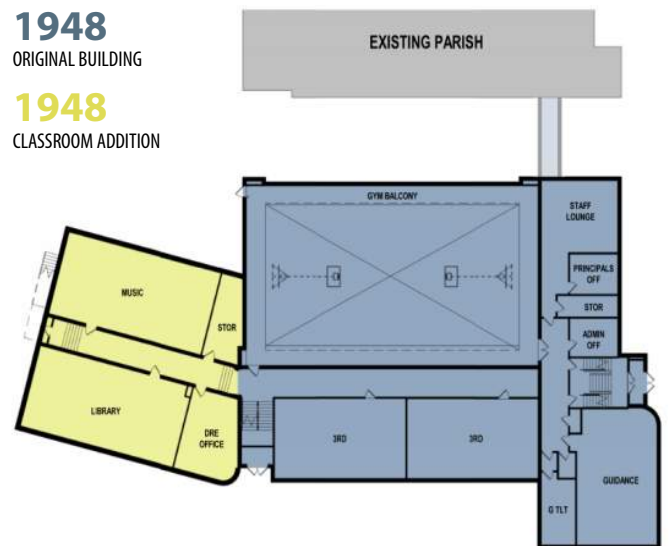 1948
ORIGINAL BUILDING
1948
CLASSROOM ADDITION
EXISTING PARISH
GYM BALCONY
STAFF
LOUNGE
PRINCIPALS
OFF
STOR
ADMIN
OFF
MUSIC
STOR
LIBRARY
DRE
OFFICE
3RD
3RD
GUIDANCE
G TLT